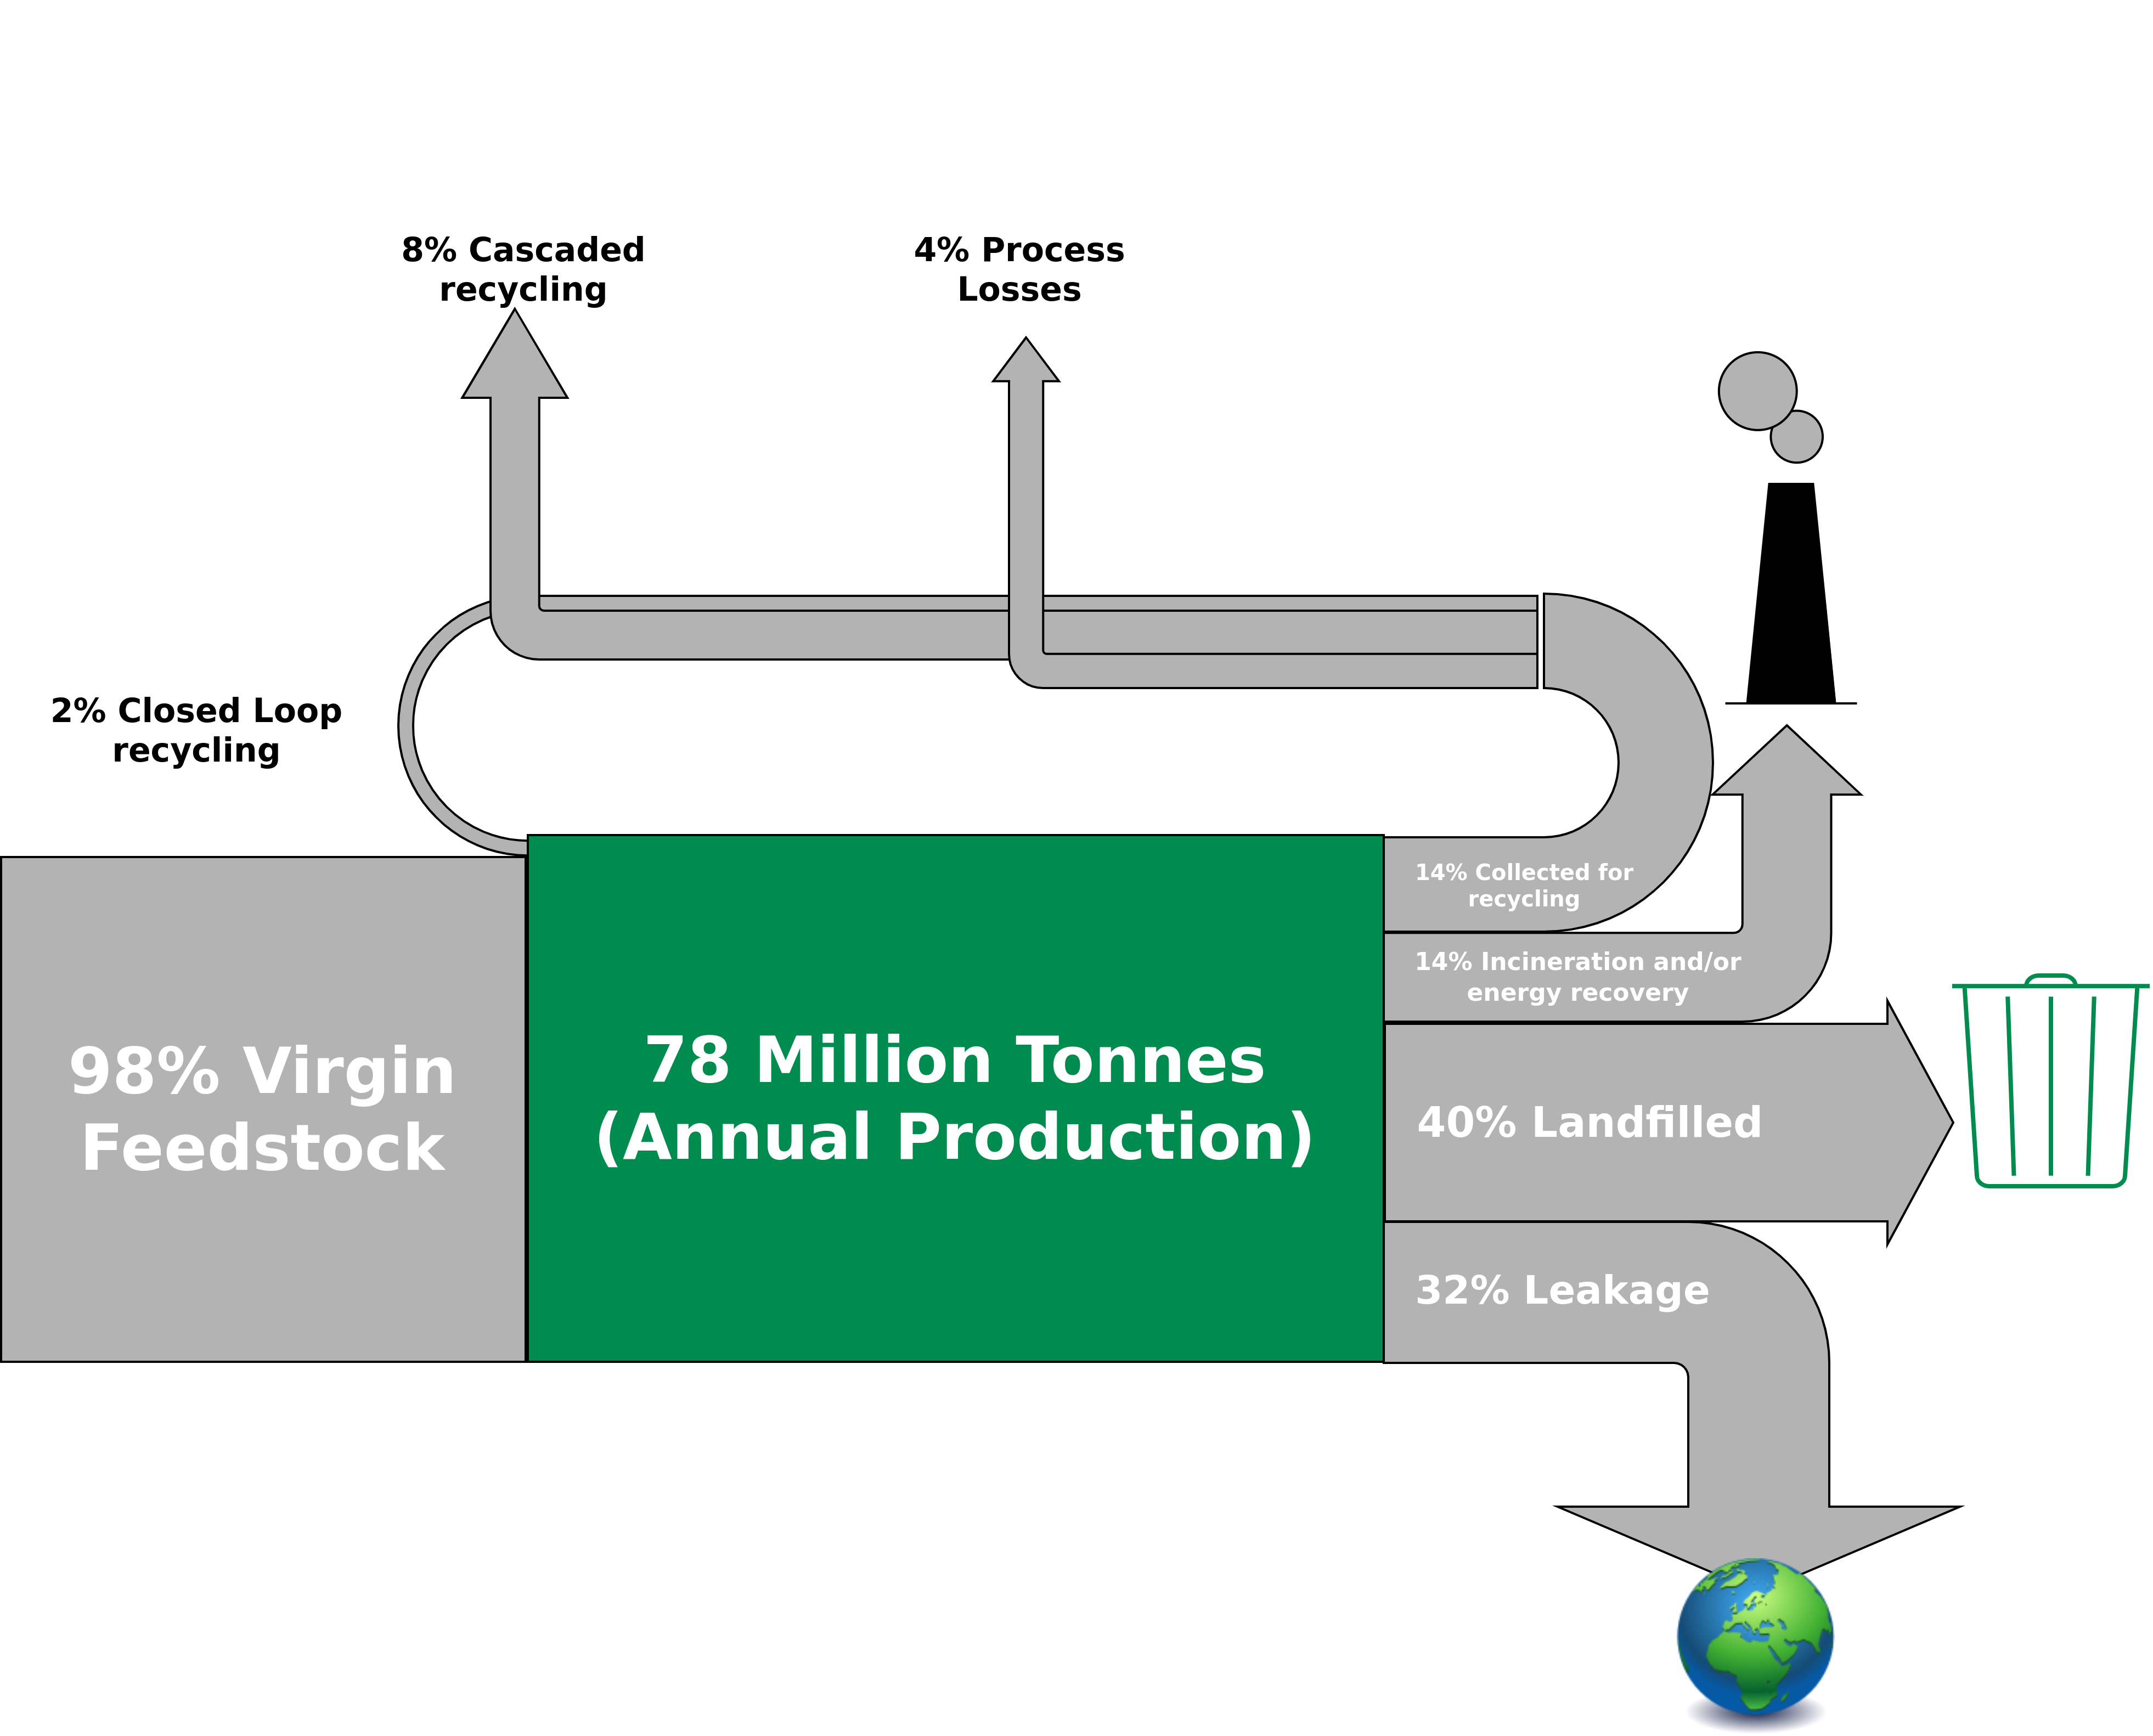 8% Cascaded
recycling
4% Process
Losses
2% Closed Loop
recycling
98% Virgin
Feedstock
78 Million Tonnes
(Annual Production)
14% Collected for
recycling
14% Incineration and/or
energy recovery
40% Landfilled
32% Leakage